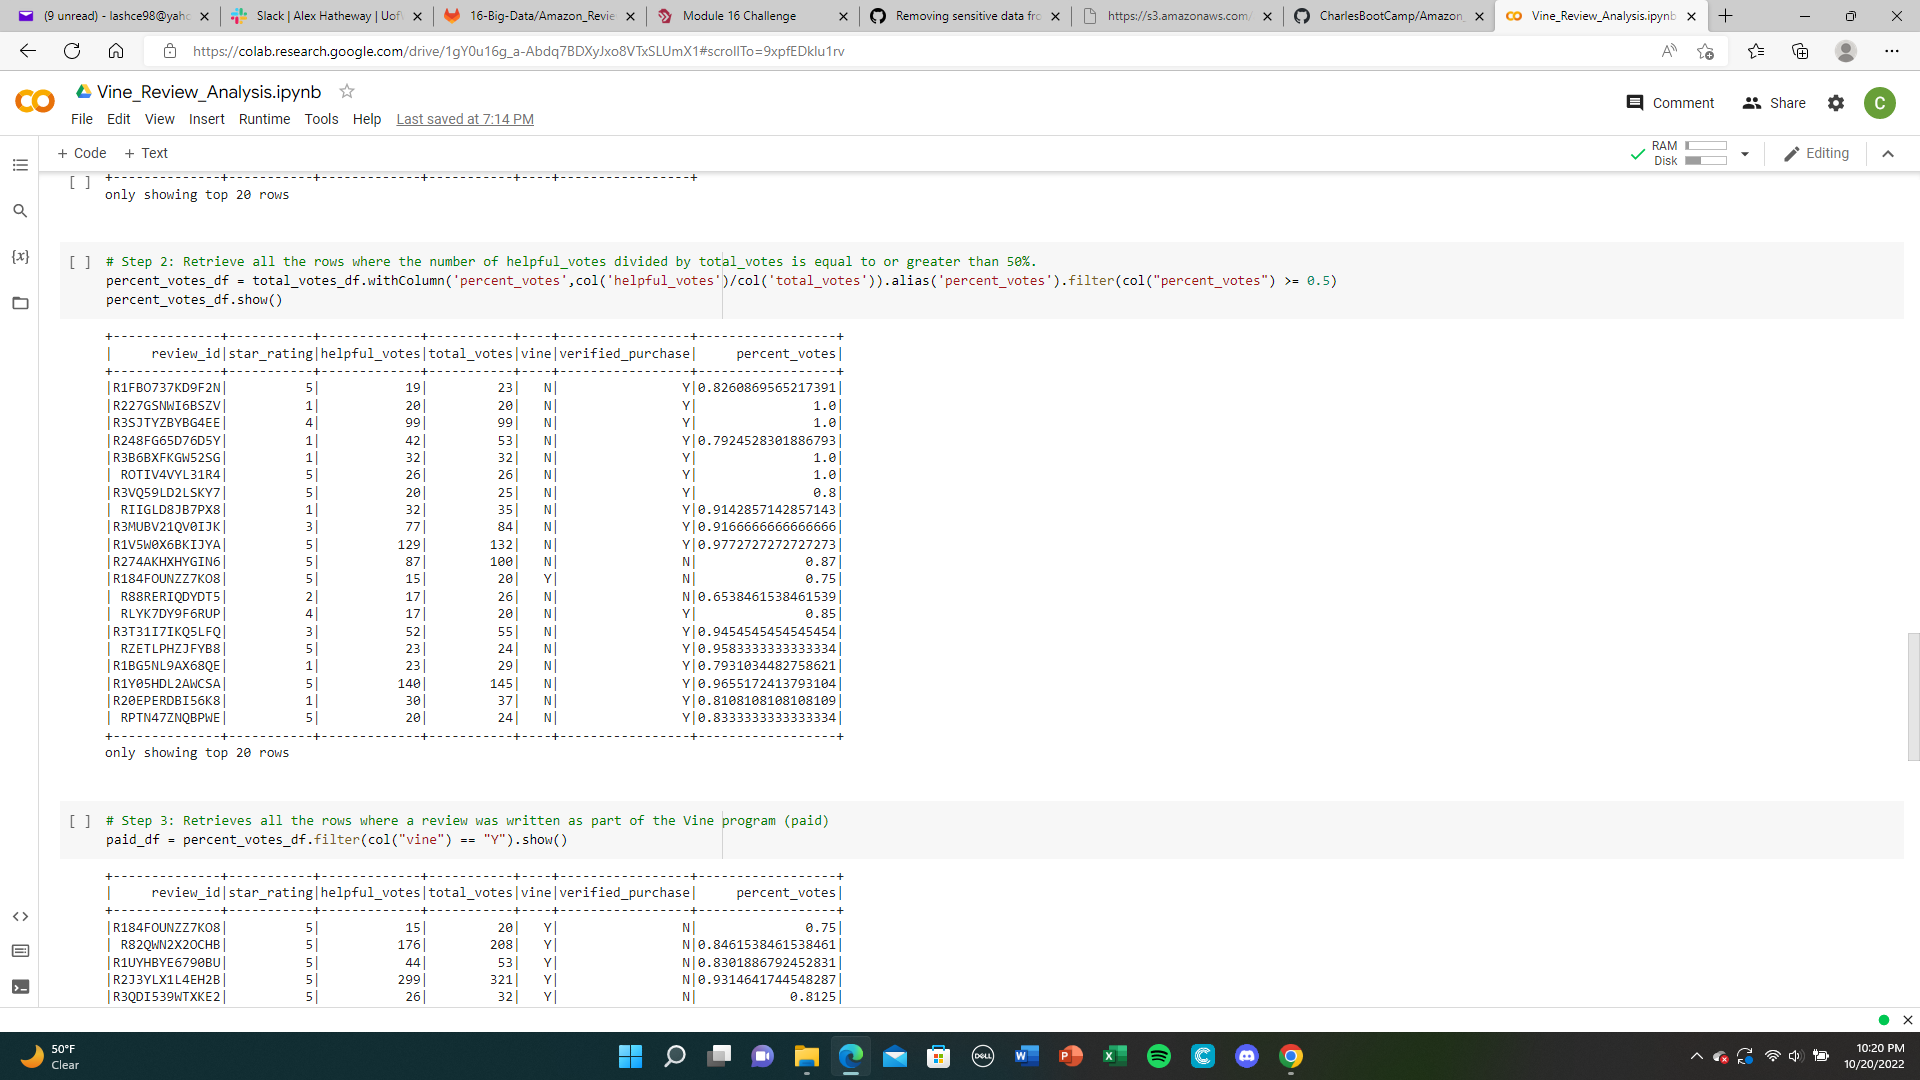 (9 unread) - lashce98@yaho
Slack | Alex Hatheway | Uof
16-Big-Data/Amazon_Revie
Module 16 Challenge
Removing sensitive data fro
https://s3.amazonaws.com/
CharlesBootCamp/Amazon_
Vine_Review_Analysis.ipynb
https://colab.research.google.com/drive/1gY0u16g_a-Abdq7BDXyJxo8VTxSLUmX1#scrollTo=9xpfEDkIu1rv
Vine_Review_Analysis.ipynb
Comment Share C
File Edit View Insert Runtime Tools Help Last saved at 7:14 PM
+ Code + Text
RAM
Disk
Editing
[ ] +--------------+-----------+-------------+-----------+----+-----------------+
only showing top 20 rows
[ ] # Step 2: Retrieve all the rows where the number of helpful_votes divided by total_votes is equal to or greater than 50%.
percent_votes_df = total_votes_df.withColumn('percent_votes',col('helpful_votes')/col('total_votes')).alias('percent_votes').filter(col("percent_votes") >= 0.5)
percent_votes_df.show()
+--------------+-----------+-------------+-----------+----+-----------------+------------------+
|     review_id|star_rating|helpful_votes|total_votes|vine|verified_purchase|     percent_votes|
+--------------+-----------+-------------+-----------+----+-----------------+------------------+
|R1FBO737KD9F2N|          5|           19|         23|   N|                Y|0.8260869565217391|
|R227GSNWI6BSZV|          1|           20|         20|   N|                Y|               1.0|
|R3SJTYZBYBG4EE|          4|           99|         99|   N|                Y|               1.0|
|R248FG65D76D5Y|          1|           42|         53|   N|                Y|0.7924528301886793|
|R3B6BXFKGW52SG|          1|           32|         32|   N|                Y|               1.0|
| ROTIV4VYL31R4|          5|           26|         26|   N|                Y|               1.0|
|R3VQ59LD2LSKY7|          5|           20|         25|   N|                Y|               0.8|
| RIIGLD8JB7PX8|          1|           32|         35|   N|                Y|0.9142857142857143|
|R3MUBV21QV0IJK|          3|           77|         84|   N|                Y|0.9166666666666666|
|R1V5W0X6BKIJYA|          5|          129|        132|   N|                Y|0.9772727272727273|
|R274AKHXHYGIN6|          5|           87|        100|   N|                N|              0.87|
|R184FOUNZZ7KO8|          5|           15|         20|   Y|                N|              0.75|
| R88RERIQDYDT5|          2|           17|         26|   N|                N|0.6538461538461539|
| RLYK7DY9F6RUP|          4|           17|         20|   N|                Y|              0.85|
|R3T31I7IKQ5LFQ|          3|           52|         55|   N|                Y|0.9454545454545454|
| RZETLPHZJFYB8|          5|           23|         24|   N|                Y|0.9583333333333334|
|R1BG5NL9AX68QE|          1|           23|         29|   N|                Y|0.7931034482758621|
|R1Y05HDL2AWCSA|          5|          140|        145|   N|                Y|0.9655172413793104|
|R20EPERDBI56K8|          1|           30|         37|   N|                Y|0.8108108108108109|
| RPTN47ZNQBPWE|          5|           20|         24|   N|                Y|0.8333333333333334|
+--------------+-----------+-------------+-----------+----+-----------------+------------------+
only showing top 20 rows
[ ] # Step 3: Retrieves all the rows where a review was written as part of the Vine program (paid)
paid_df = percent_votes_df.filter(col("vine") == "Y").show()
+--------------+-----------+-------------+-----------+----+-----------------+------------------+
|     review_id|star_rating|helpful_votes|total_votes|vine|verified_purchase|     percent_votes|
+--------------+-----------+-------------+-----------+----+-----------------+------------------+
|R184FOUNZZ7KO8|          5|           15|         20|   Y|                N|              0.75|
| R82QWN2X2OCHB|          5|          176|        208|   Y|                N|0.8461538461538461|
|R1UYHBYE6790BU|          5|           44|         53|   Y|                N|0.8301886792452831|
|R2J3YLX1L4EH2B|          5|          299|        321|   Y|                N|0.9314641744548287|
|R3QDI539WTXKE2|          5|           26|         32|   Y|                N|            0.8125|
50°F
Clear
10:20 PM
10/20/2022